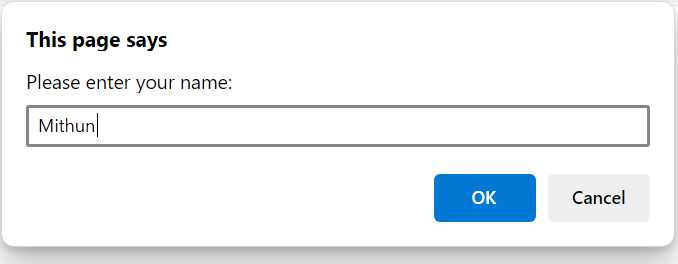 This page says
Please enter your name:
Mithun
OK Cancel